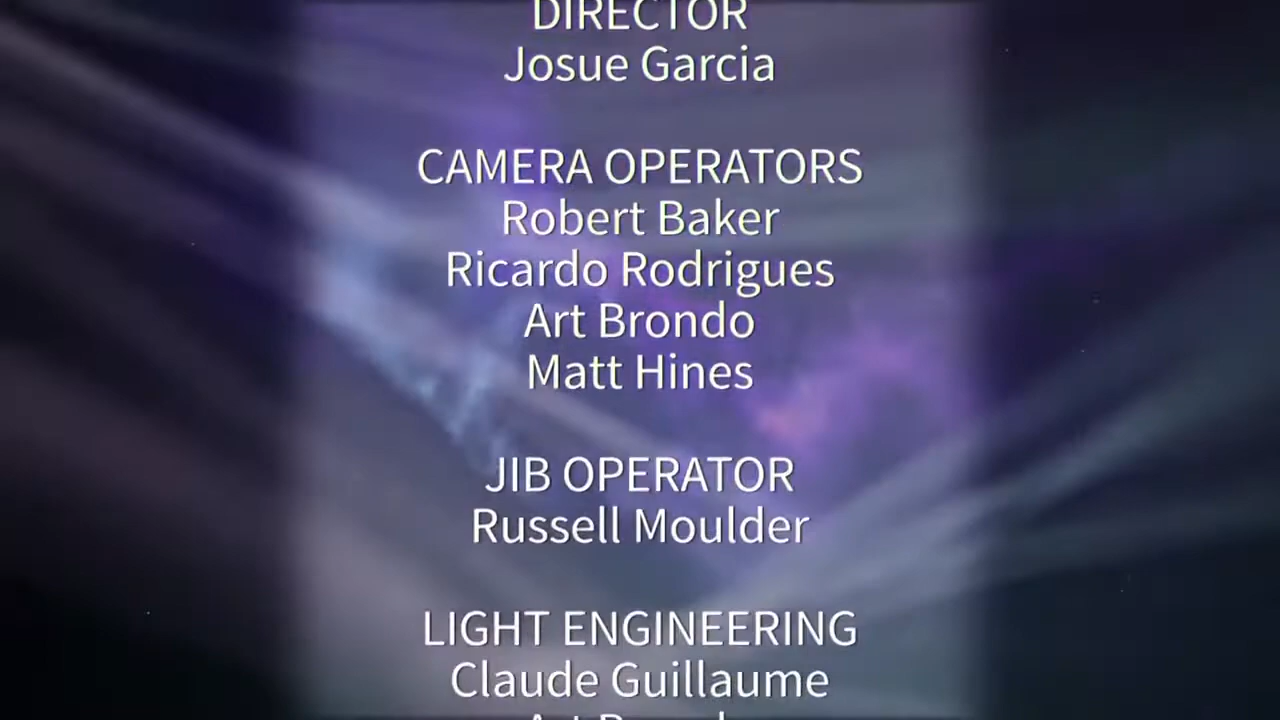 DIRECTOR
Josue Garcia
CAMERA OPERATORS
Robert Baker
Ricardo Rodrigues
Art Brondo
Matt Hines
JIB OPERATOR
Russell Moulder
LIGHT ENGINEERING
Claude Guillaume